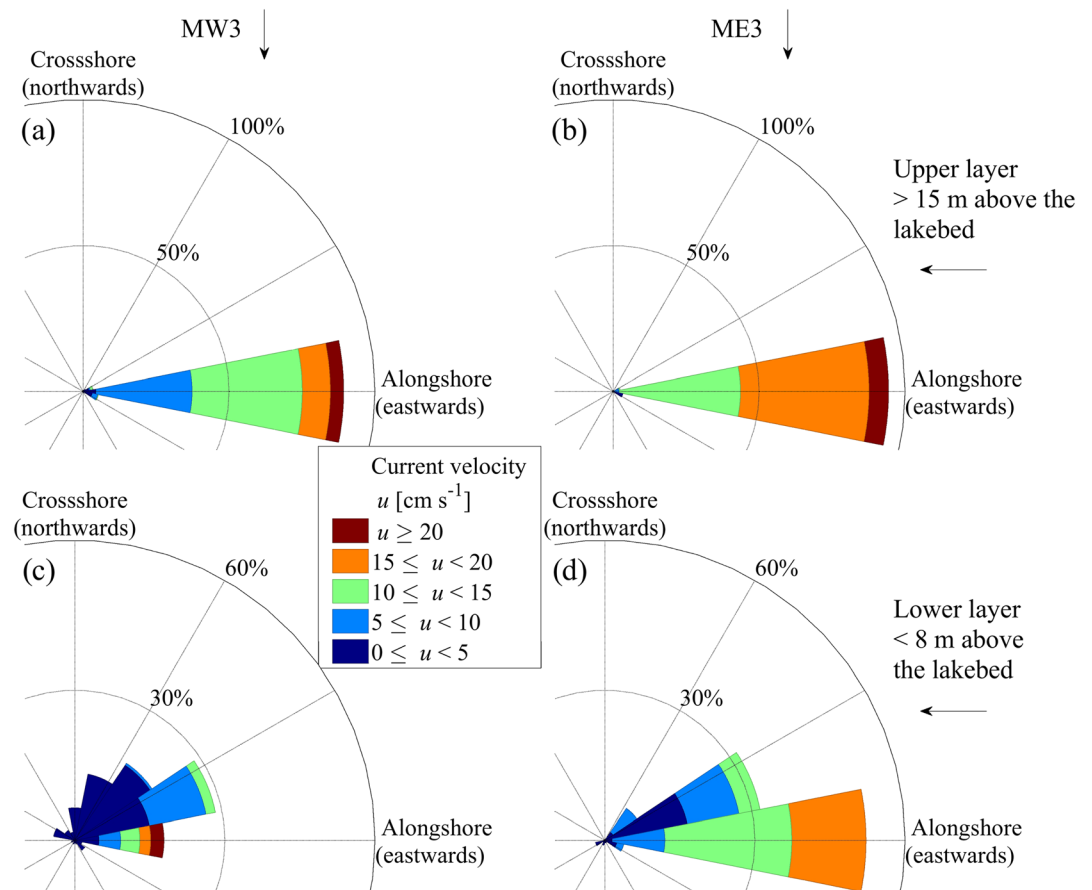 MW3
ME3
Crossshore
(northwards)
Crossshore
(northwards)
(a)
100%
(b)
100%
50%
50%
Upper layer
> 15 m above the
lakebed
Alongshore
(eastwards)
Alongshore
(eastwards)
Current velocity
u [cm s-1]
u ≥ 20
15 ≤ u < 20
10 ≤ u < 15
5 ≤ u < 10
0 ≤ u < 5
Crossshore
(northwards)
Crossshore
(northwards)
(c)
60%
(d)
60%
30%
30%
Lower layer
< 8 m above
the lakebed
Alongshore
(eastwards)
Alongshore
(eastwards)